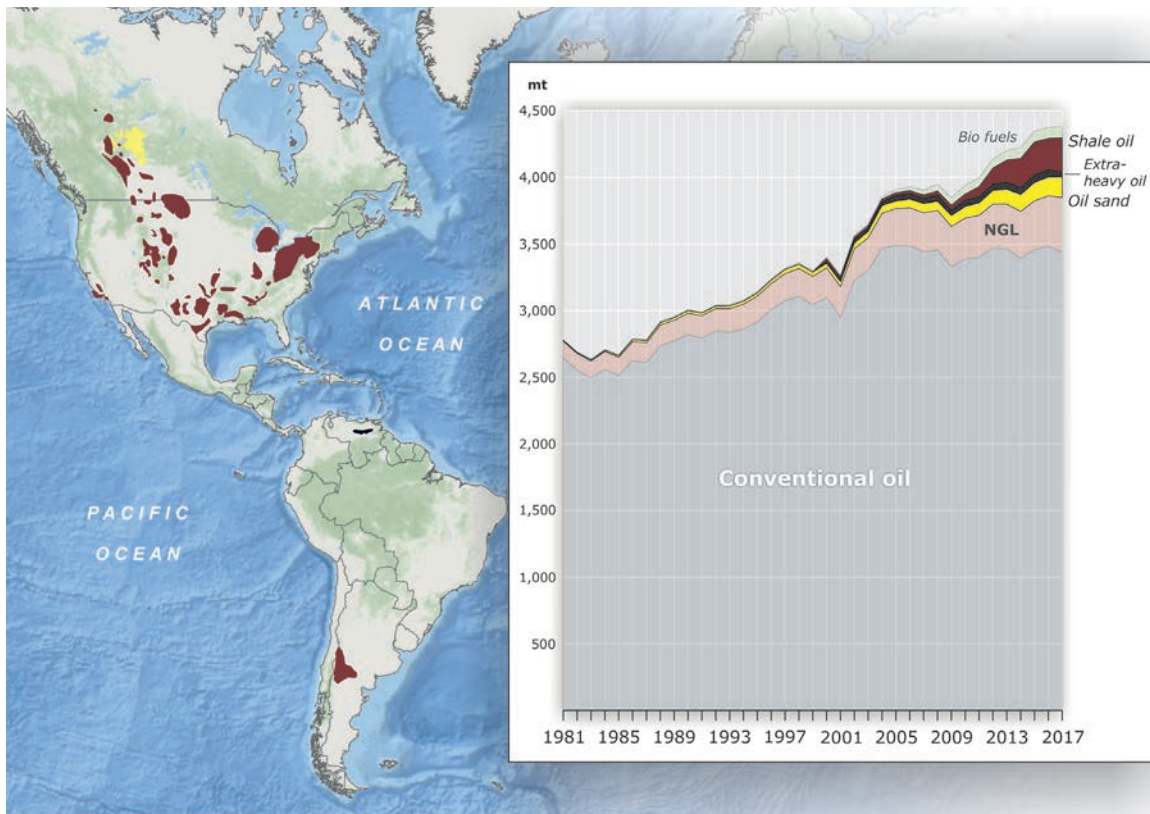 ATLANTIC
OCEAN
PACIFIC
OCEAN
mt
4,500
4,000
3,500
3,000
2,500
2,000
1,500
1,000
500
Bio fuels
Shale oil
Extra-
heavy oil
Oil sand
NGL
Conventional oil
1981 1985 1989 1993 1997 2001 2005 2009 2013 2017